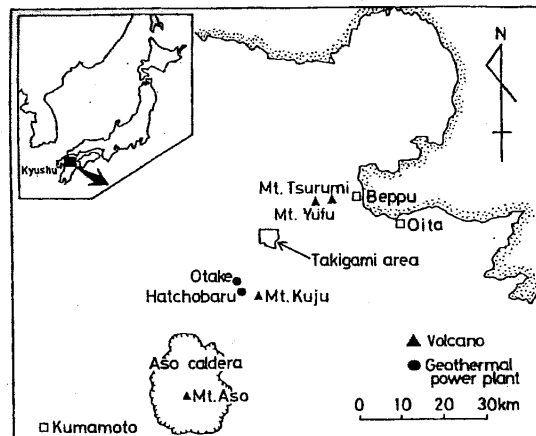 Kyushu
N
Mt. Tsurumi
Mt. Yufu
Beppu
Oita
Takigami area
Otake
Hatchobaru
Mt. Kuju
Aso caldera
Mt. Aso
Kumamoto
Volcano
Geothermal
power plant
0 10 20 30km